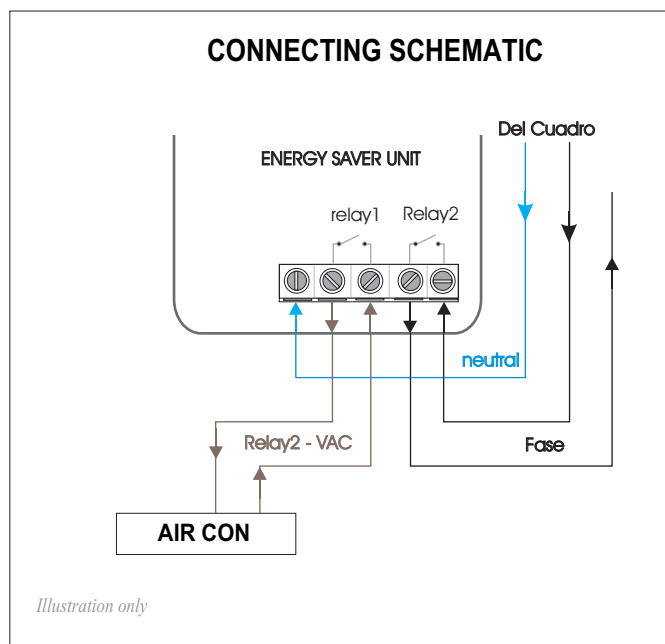 CONNECTING SCHEMATIC
Del Cuadro
ENERGY SAVER UNIT
relay1
Relay2
neutral
Relay2 - VAC
Fase
AIR CON
Illustration only